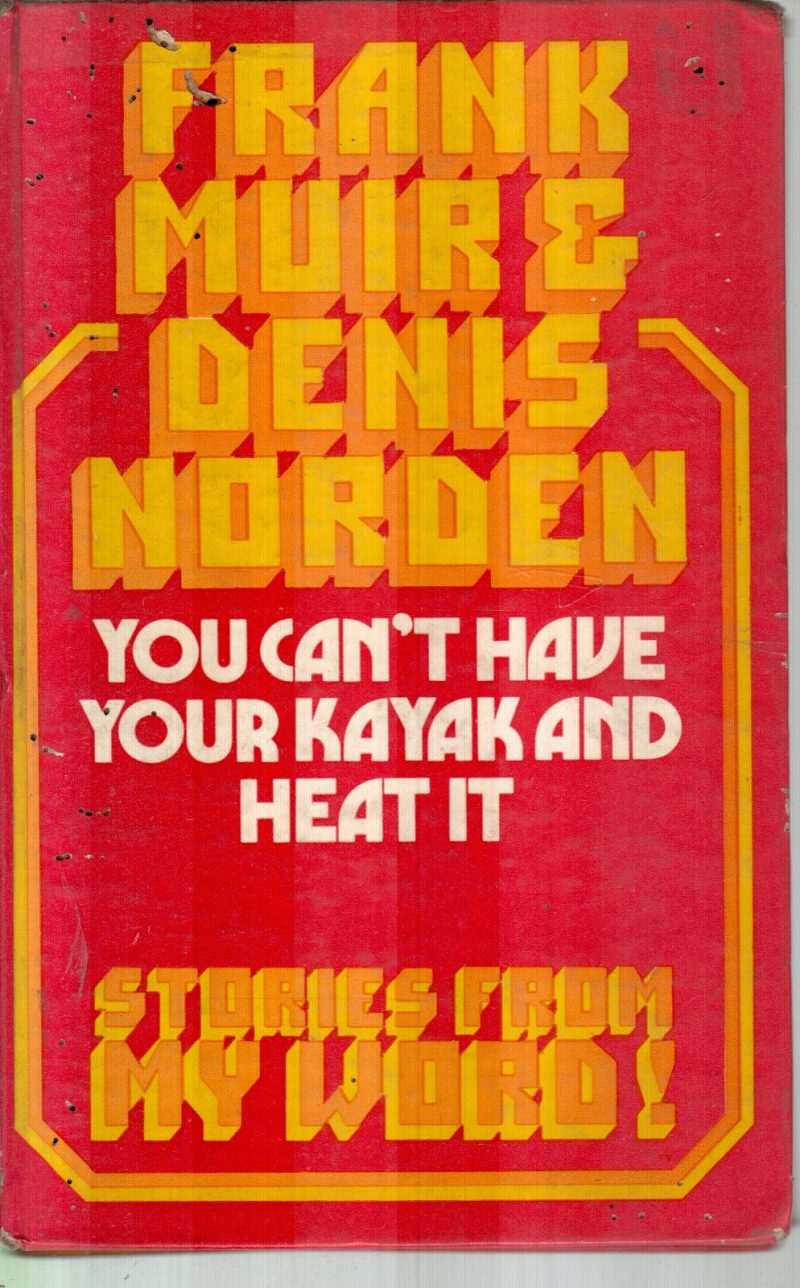 FRANK
MUIR &
DENIS
NORDEN
YOU CAN'T HAVE
YOUR KAYAK AND
HEAT IT
STORIES FROM
MY WORD!